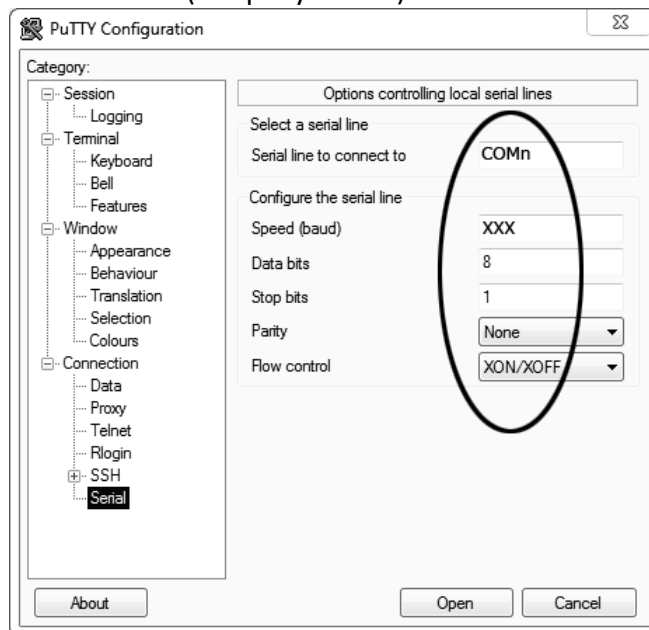 PuTTY Configuration
Category:
Session
Logging
Terminal
Keyboard
Bell
Features
Window
Appearance
Behaviour
Translation
Selection
Colours
Connection
Data
Proxy
Telnet
Rlogin
SSH
Serial
Options controlling local serial lines
Select a serial line
Serial line to connect to COMn
Configure the serial line
Speed (baud) XXX
Data bits 8
Stop bits 1
Parity None
Flow control XON/XOFF
About Open Cancel